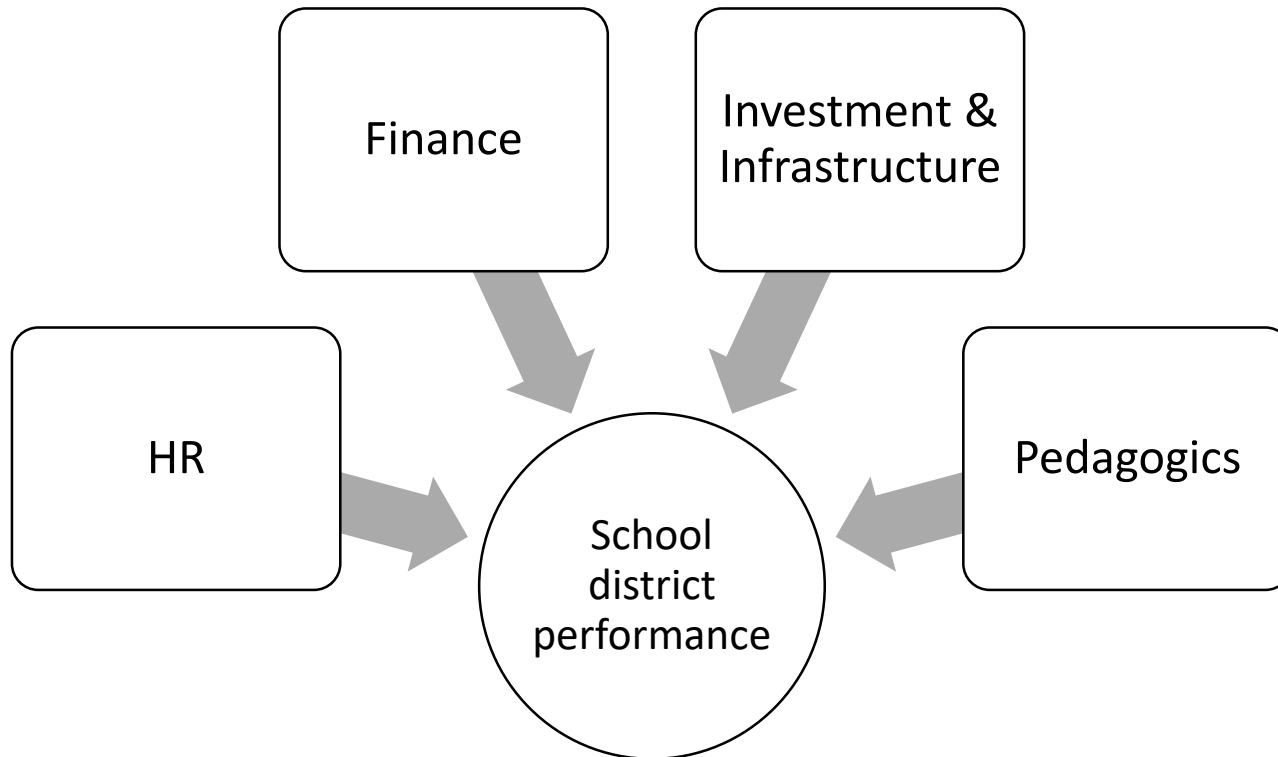 Finance
Investment &
Infrastructure
HR
Pedagogics
School
district
performance